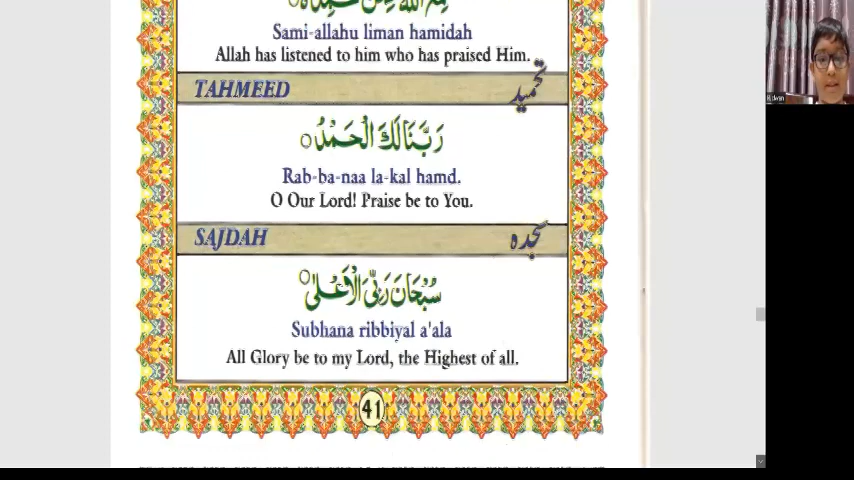 Sami-allahu liman hamidah
Allah has listened to him who has praised Him.
TAHMEED تحمید
رَبَّنَا لَكَ الْحَمْدُ
Rab-ba-naa la-kal hamd.
O Our Lord! Praise be to You.
SAJDAH سجدہ
سُبْحَانَ رَبِّيَ الْاَعْلٰى
Subhana ribbiyal a'ala
All Glory be to my Lord, the Highest of all.
41